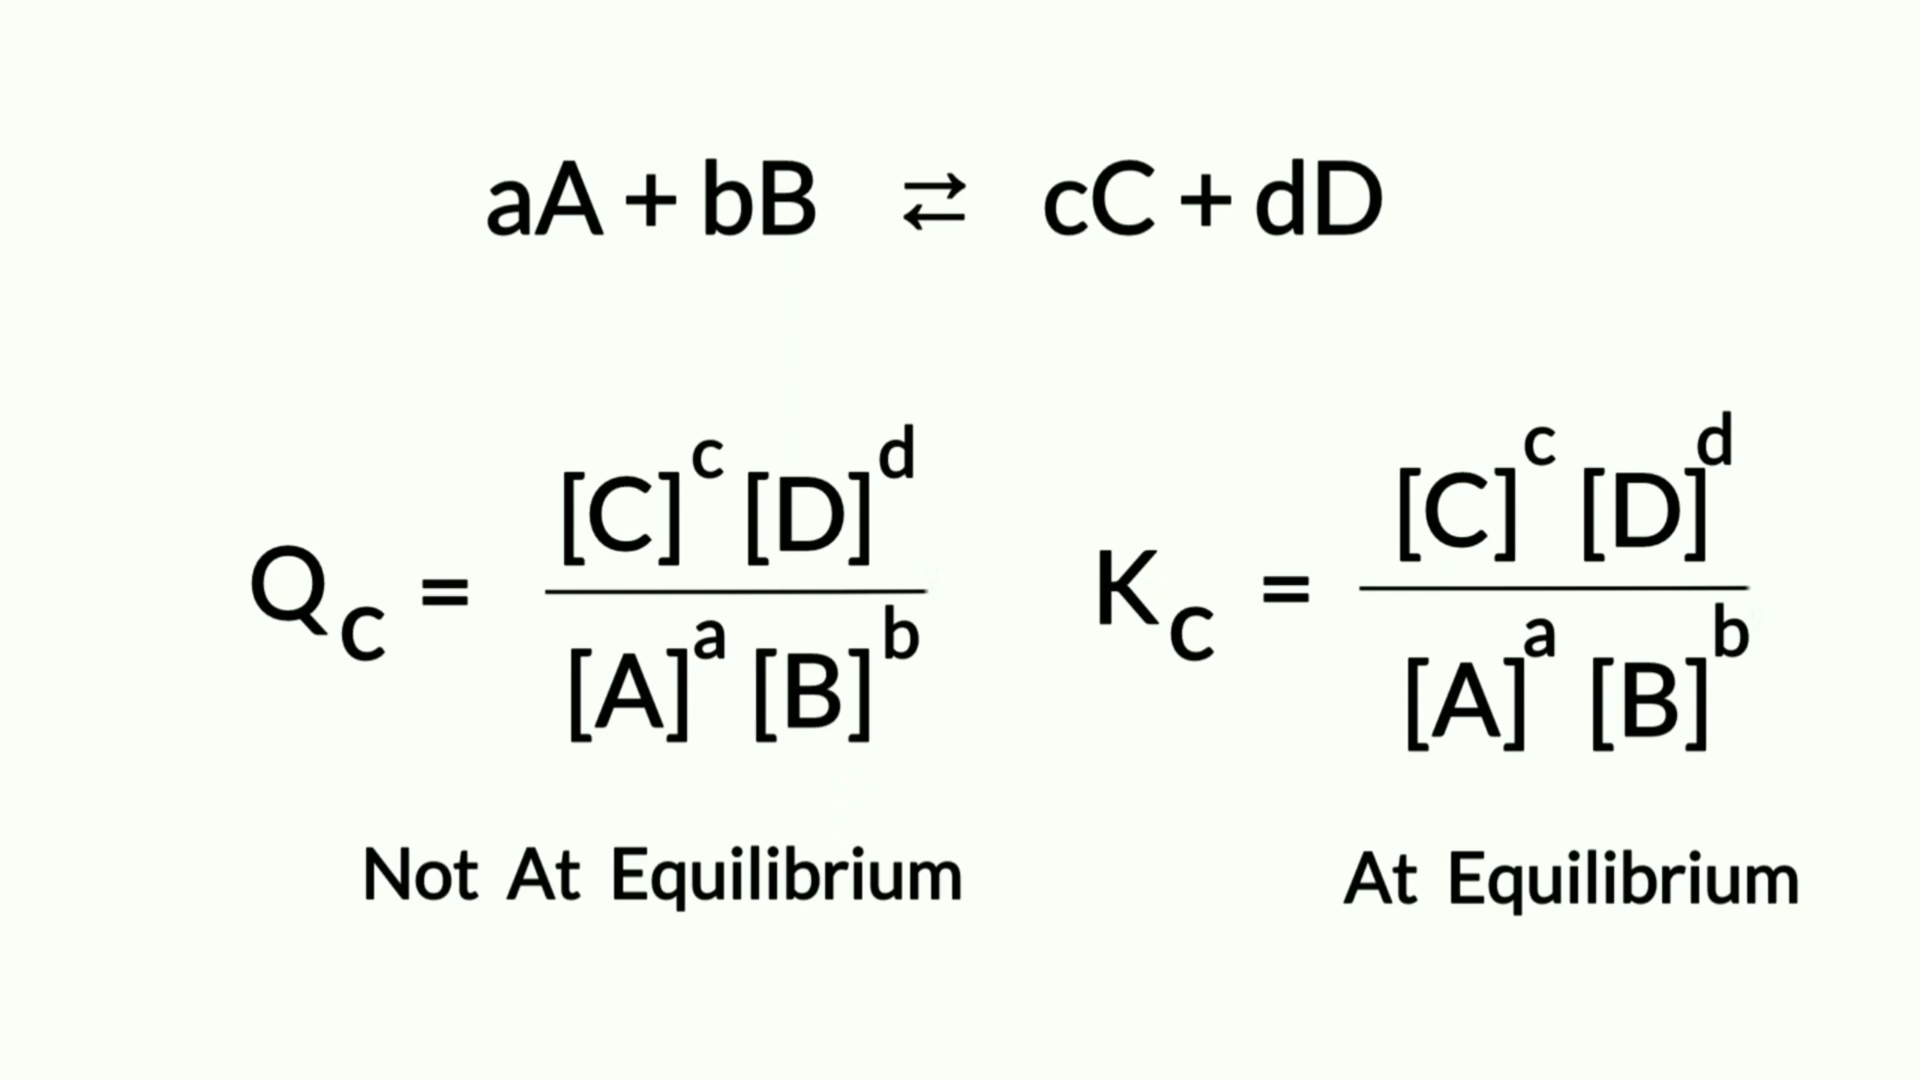 aA + bB ⇄ cC + dD
Qc = [C]^c [D]^d / [A]^a [B]^b
Kc = [C]^c [D]^d / [A]^a [B]^b
Not At Equilibrium
At Equilibrium